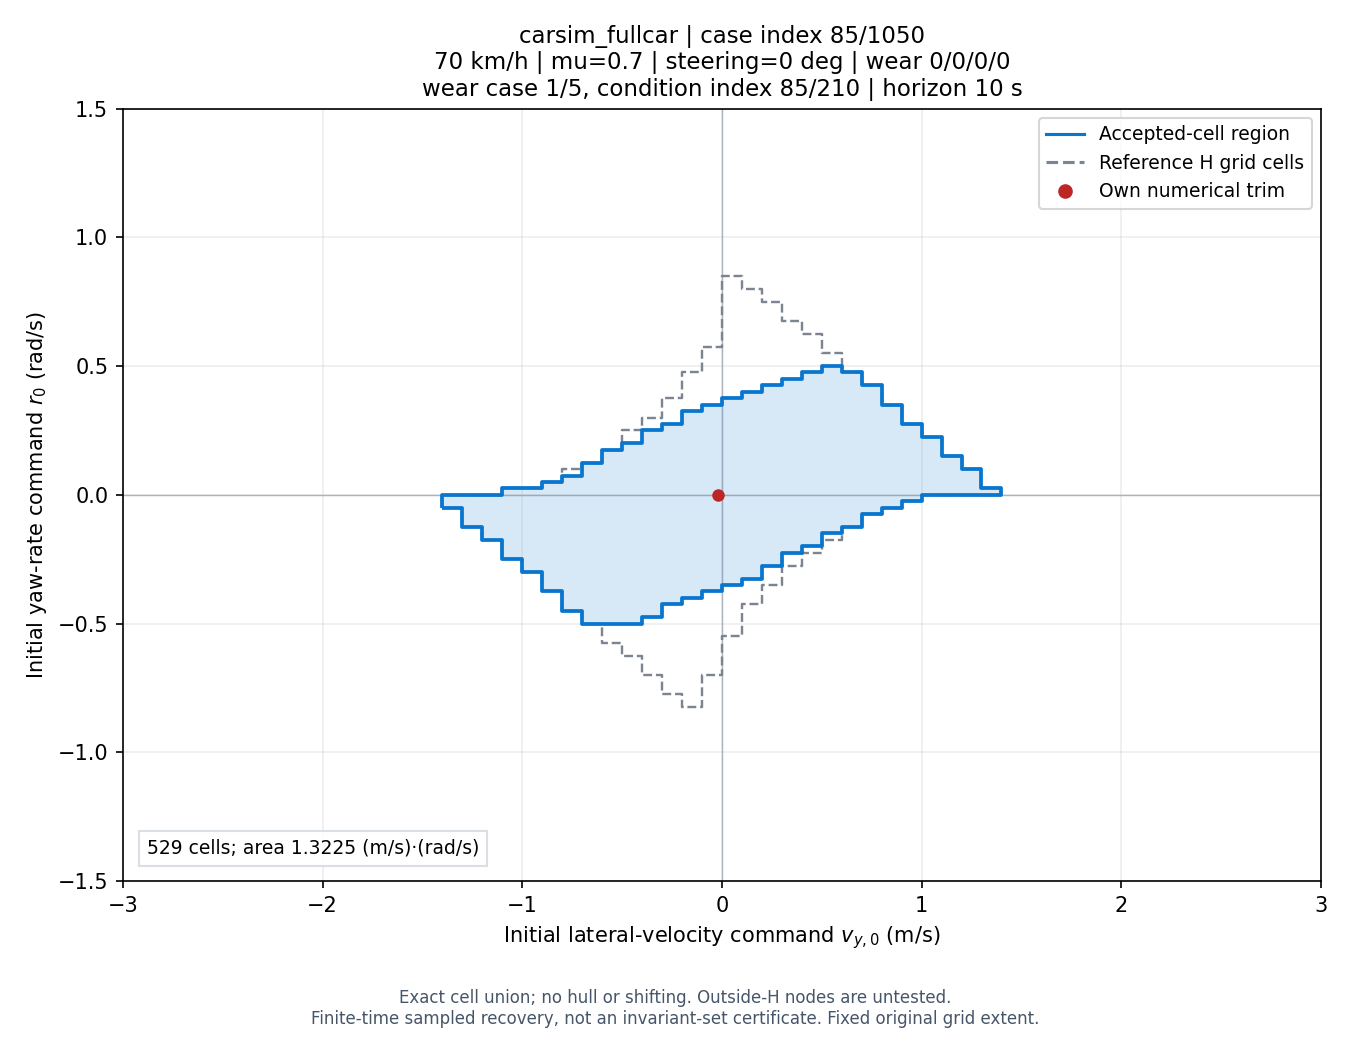 carsim_fullcar | case index 85/1050
70 km/h | mu=0.7 | steering=0 deg | wear 0/0/0/0
wear case 1/5, condition index 85/210 | horizon 10 s
Accepted-cell region
Reference H grid cells
Own numerical trim
1.5
1.0
0.5
0.0
−0.5
−1.0
−1.5
Initial yaw-rate command r0 (rad/s)
529 cells; area 1.3225 (m/s)·(rad/s)
−3
−2
−1
0
1
2
3
Initial lateral-velocity command vy,0 (m/s)
Exact cell union; no hull or shifting. Outside-H nodes are untested.
Finite-time sampled recovery, not an invariant-set certificate. Fixed original grid extent.